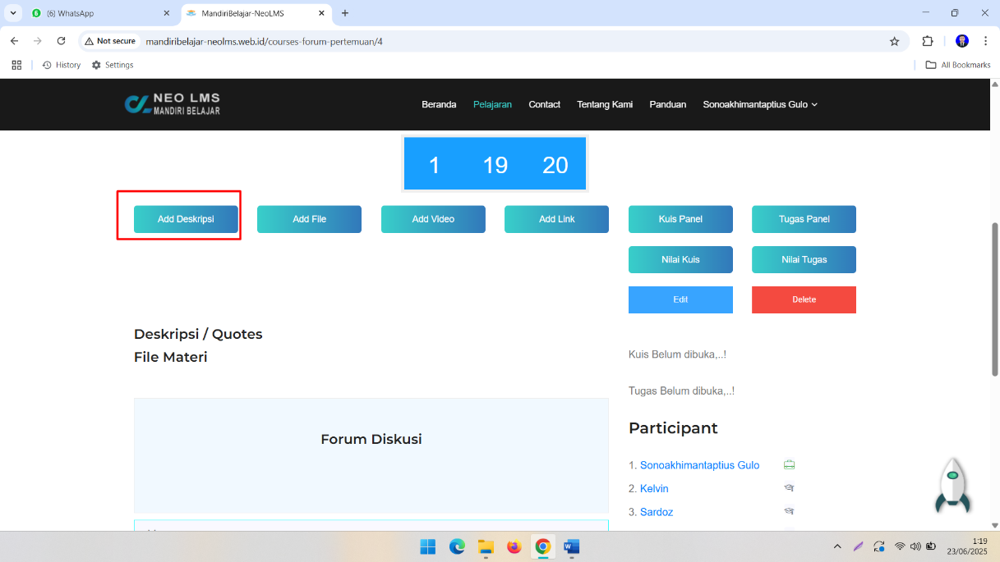 (6) WhatsApp
MandiriBelajar-NeoLMS
Not secure
mandiribelajar-neolms.web.id/courses-forum-pertemuan/4
History
Settings
All Bookmarks
NEO LMS
MANDIRI BELAJAR
Beranda
Pelajaran
Contact
Tentang Kami
Panduan
Sonoakhimantaptius Gulo
1 19 20
Add Deskripsi
Add File
Add Video
Add Link
Kuis Panel
Tugas Panel
Nilai Kuis
Nilai Tugas
Edit
Delete
Deskripsi / Quotes
File Materi
Kuis Belum dibuka,..!
Tugas Belum dibuka,..!
Forum Diskusi
Participant
1. Sonoakhimantaptius Gulo
2. Kelvin
3. Sardoz
1:19
23/06/2025